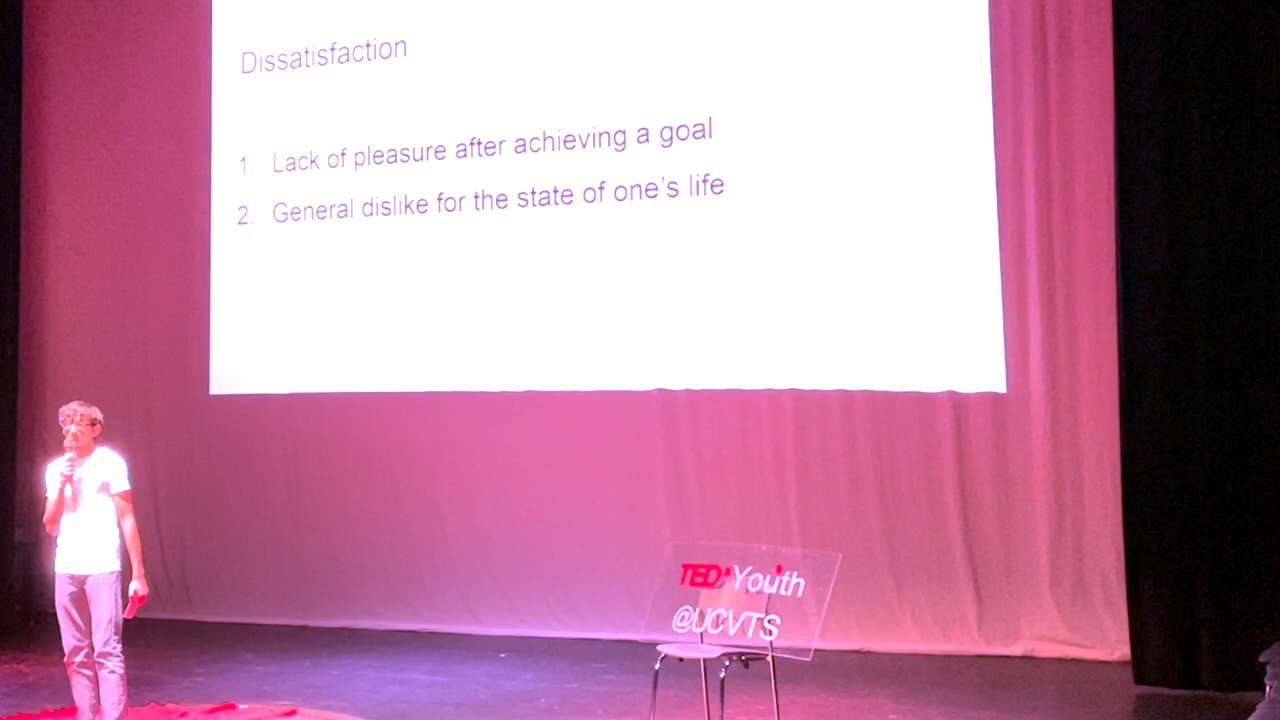 Dissatisfaction
1. Lack of pleasure after achieving a goal
2. General dislike for the state of one's life
TEDxYouth
@UCVTS